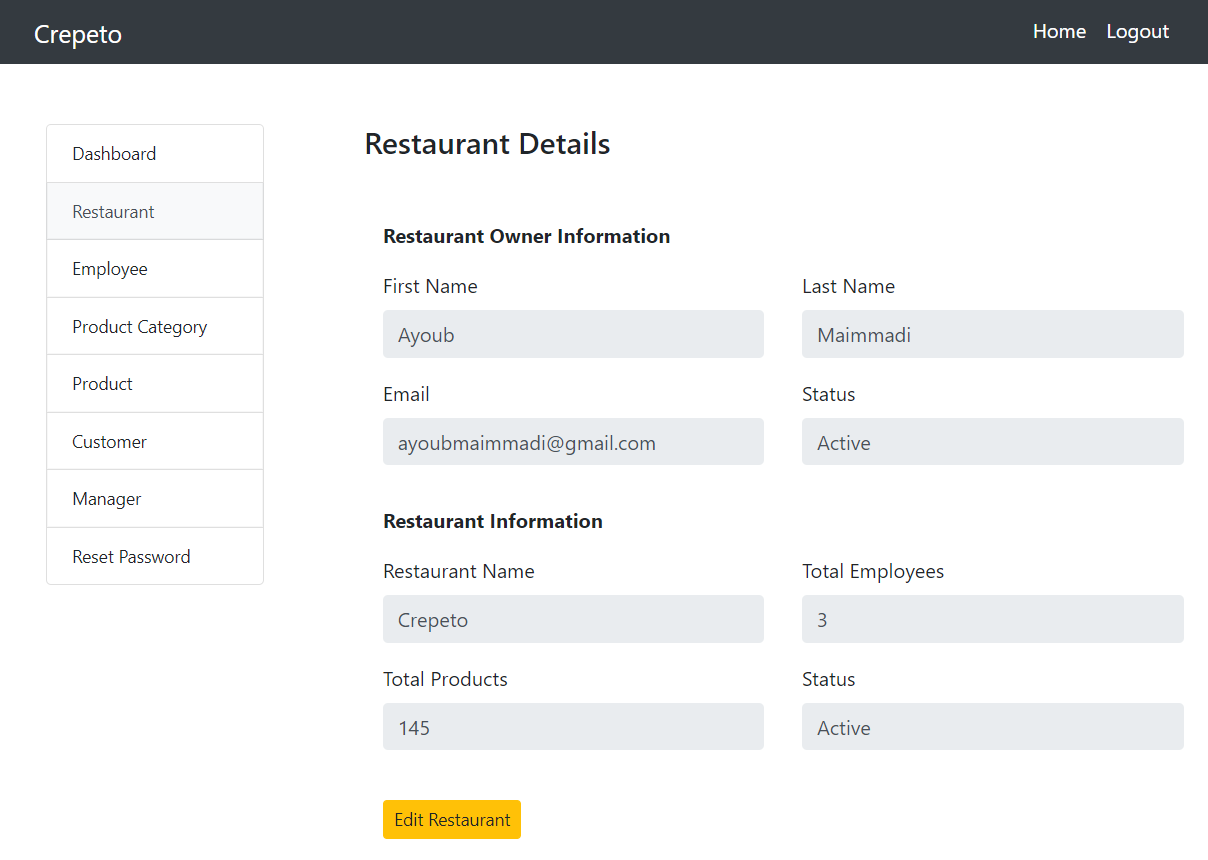 Crepeto
Home Logout
Dashboard
Restaurant
Employee
Product Category
Product
Customer
Manager
Reset Password
Restaurant Details
Restaurant Owner Information
First Name Last Name
Ayoub Maimmadi
Email Status
ayoubmaimmadi@gmail.com Active
Restaurant Information
Restaurant Name Total Employees
Crepeto 3
Total Products Status
145 Active
Edit Restaurant